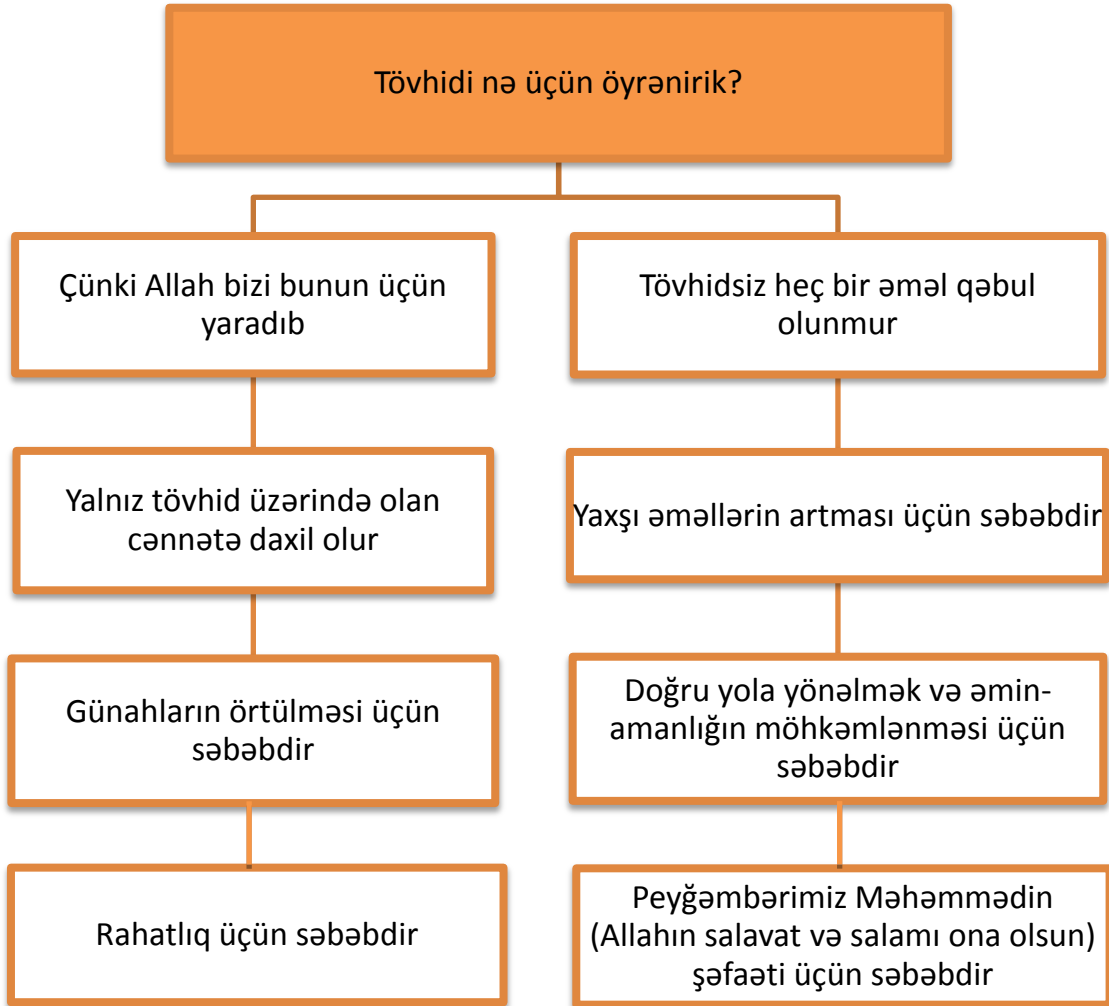 Tövhidi nə üçün öyrənirik?
Çünki Allah bizi bunun üçün
yaradıb
Tövhidsiz heç bir əməl qəbul
olunmur
Yalnız tövhid üzərində olan
cənnətə daxil olur
Yaxşı əməllərin artması üçün səbəbdir
Günahların örtülməsi üçün
səbəbdir
Doğru yola yönəlmək və əmin-
amanlığın möhkəmlənməsi üçün
səbəbdir
Rahatlıq üçün səbəbdir
Peyğəmbərimiz Məhəmmədin
(Allahın salavat və salamı ona olsun)
şəfaəti üçün səbəbdir